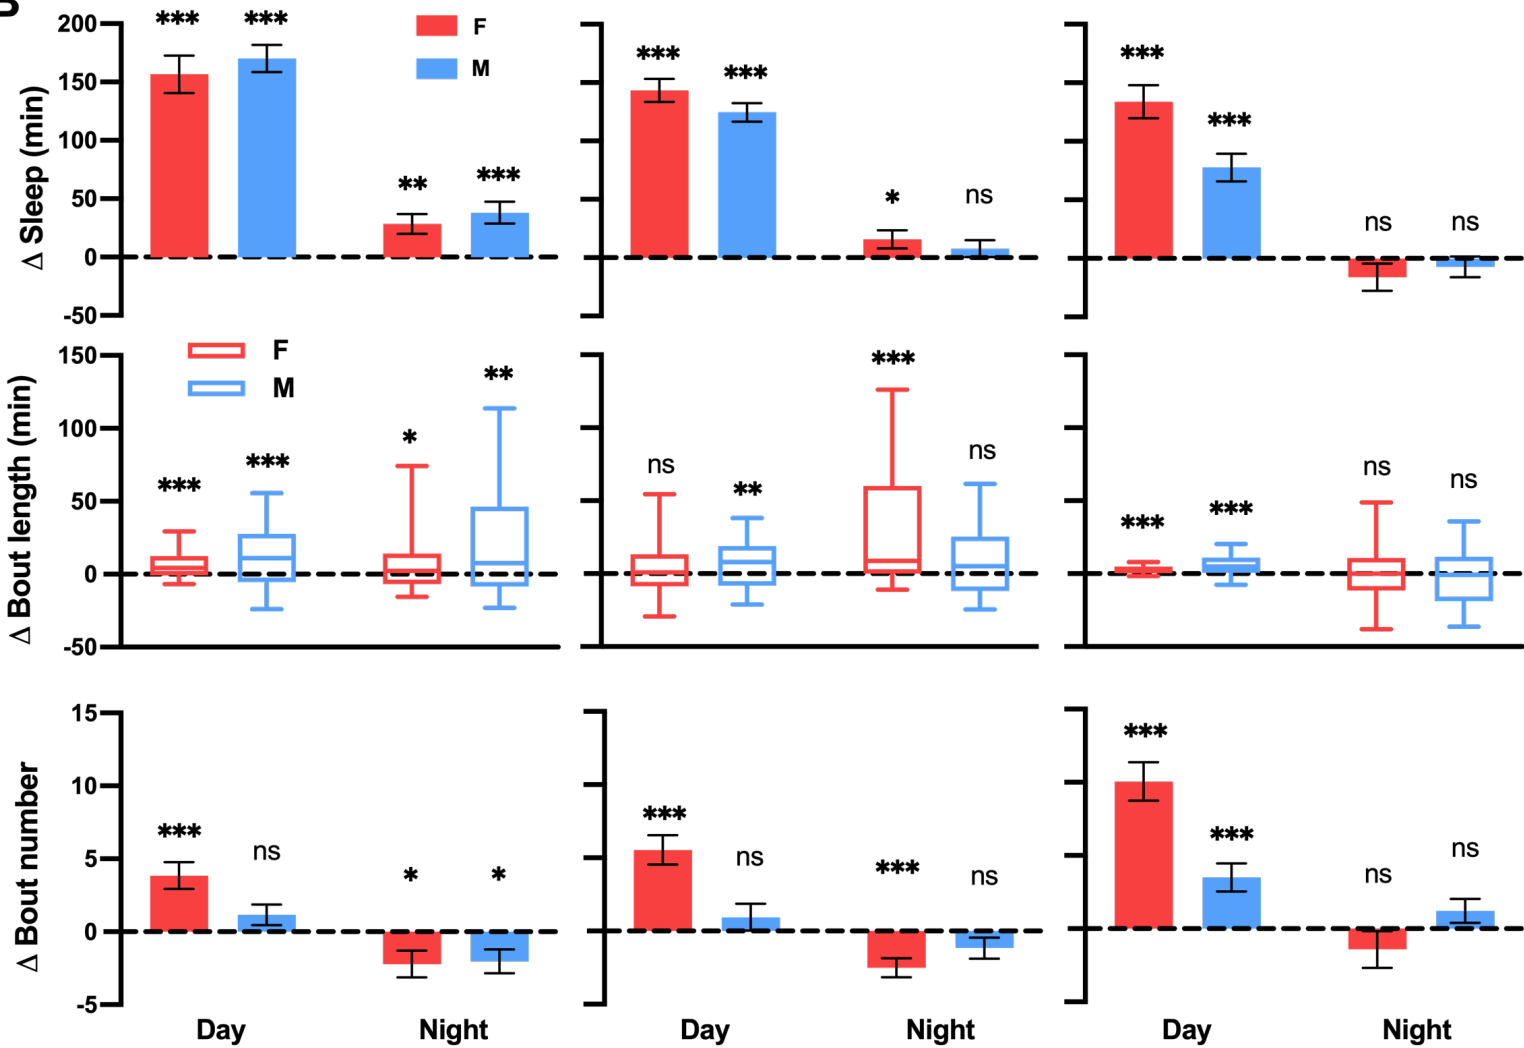 B
*** *** F *** *** ***
200
M
150
***
100
** *** * ns ns ns
50
0
-50
Δ Sleep (min)
150 F *** 
M **
100
*** *** * ns ** ns *** *** ns ns
50
0
-50
Δ Bout length (min)
15
***
10
*** ns * * *** ns *** ns *** ns ns
5
0
-5
Δ Bout number
Day Night Day Night Day Night